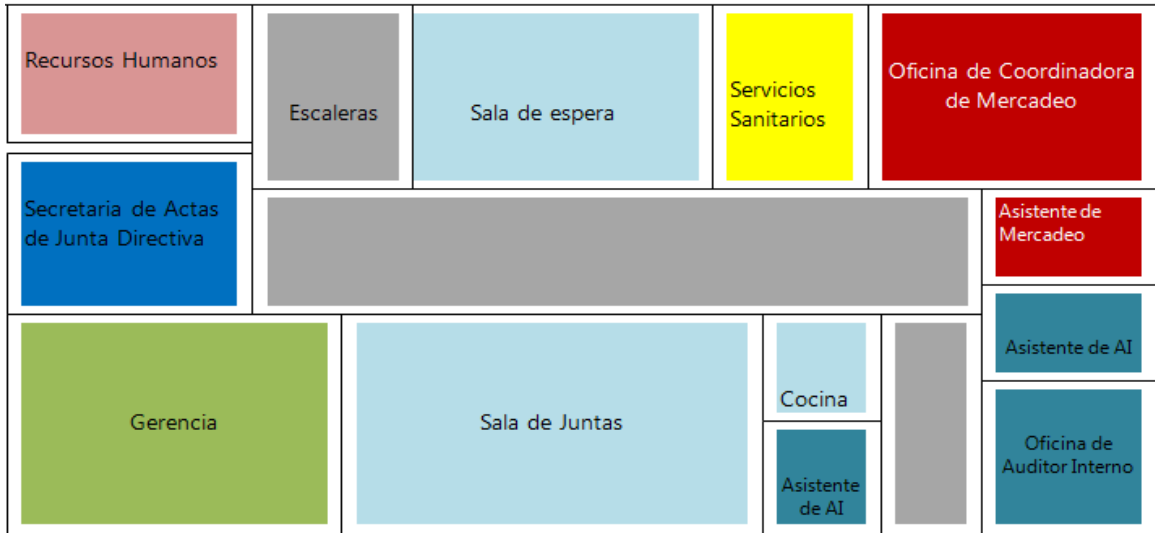 Recursos Humanos
Escaleras
Sala de espera
Servicios
Sanitarios
Oficina de Coordinadora
de Mercadeo
Secretaria de Actas
de Junta Directiva
Asistente de
Mercadeo
Asistente de AI
Gerencia
Sala de Juntas
Cocina
Asistente
de AI
Oficina de
Auditor Interno